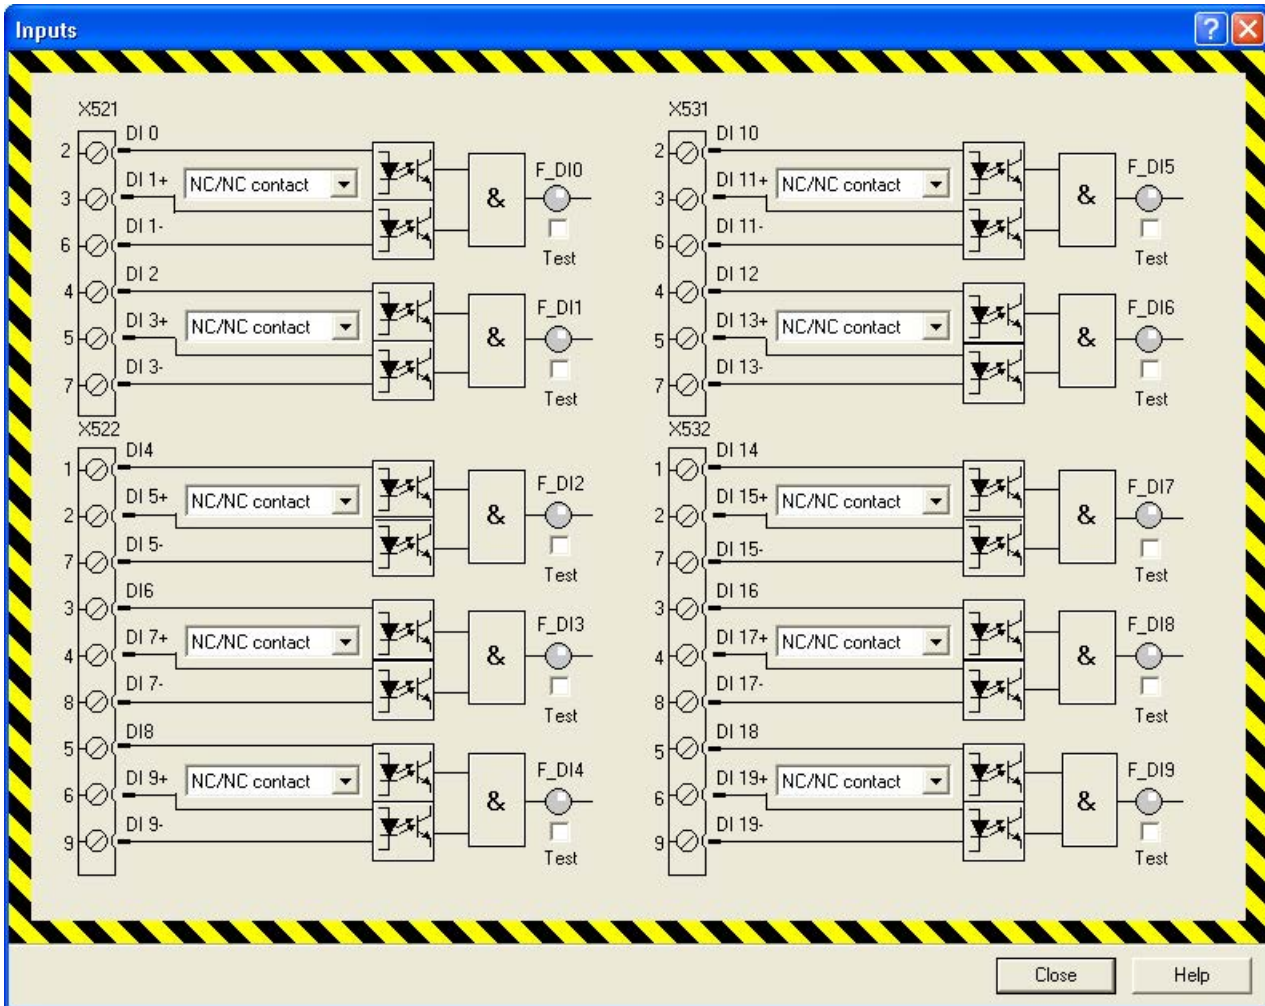 Inputs
X521
DI 0
2
DI 1+
NC/NC contact
3
DI 1-
6
&
F_DI0
Test
DI 2
4
DI 3+
NC/NC contact
5
DI 3-
7
&
F_DI1
Test
X522
DI4
1
DI 5+
NC/NC contact
2
DI 5-
7
&
F_DI2
Test
DI6
3
DI 7+
NC/NC contact
4
DI 7-
8
&
F_DI3
Test
DI8
5
DI 9+
NC/NC contact
6
DI 9-
9
&
F_DI4
Test
X531
DI 10
2
DI 11+
NC/NC contact
3
DI 11-
6
&
F_DI5
Test
DI 12
4
DI 13+
NC/NC contact
5
DI 13-
7
&
F_DI6
Test
X532
DI 14
1
DI 15+
NC/NC contact
2
DI 15-
7
&
F_DI7
Test
DI 16
3
DI 17+
NC/NC contact
4
DI 17-
8
&
F_DI8
Test
DI 18
5
DI 19+
NC/NC contact
6
DI 19-
9
&
F_DI9
Test
Close
Help